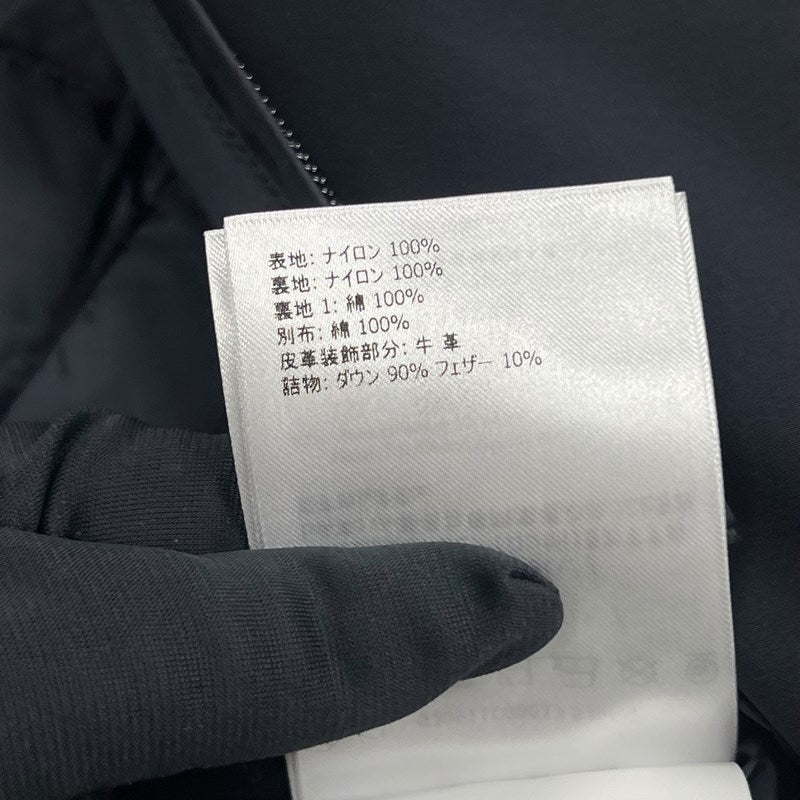 表地: ナイロン 100%
裏地: ナイロン 100%
裏地 1: 綿 100%
別布: 綿 100%
皮革装飾部分: 牛 革
詰物: ダウン 90% フェザー 10%